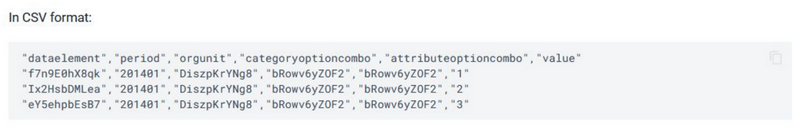 In CSV format:
"dataelement","period","orgunit","categoryoptioncombo","attributeoptioncombo","value"
"f7n9E0hX8qk","201401","DiszpKrYNg8","bRowv6yZOF2","bRowv6yZOF2","1"
"Ix2HsbDMLea","201401","DiszpKrYNg8","bRowv6yZOF2","bRowv6yZOF2","2"
"eY5ehpbEsB7","201401","DiszpKrYNg8","bRowv6yZOF2","bRowv6yZOF2","3"